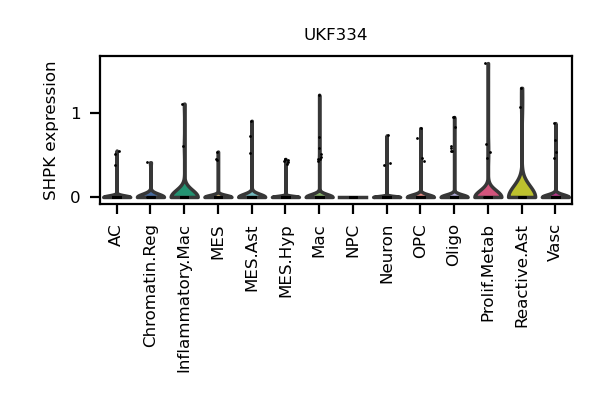 UKF334
SHPK expression
1
0
AC
Chromatin.Reg
Inflammatory.Mac
MES
MES.Ast
MES.Hyp
Mac
NPC
Neuron
OPC
Oligo
Prolif.Metab
Reactive.Ast
Vasc